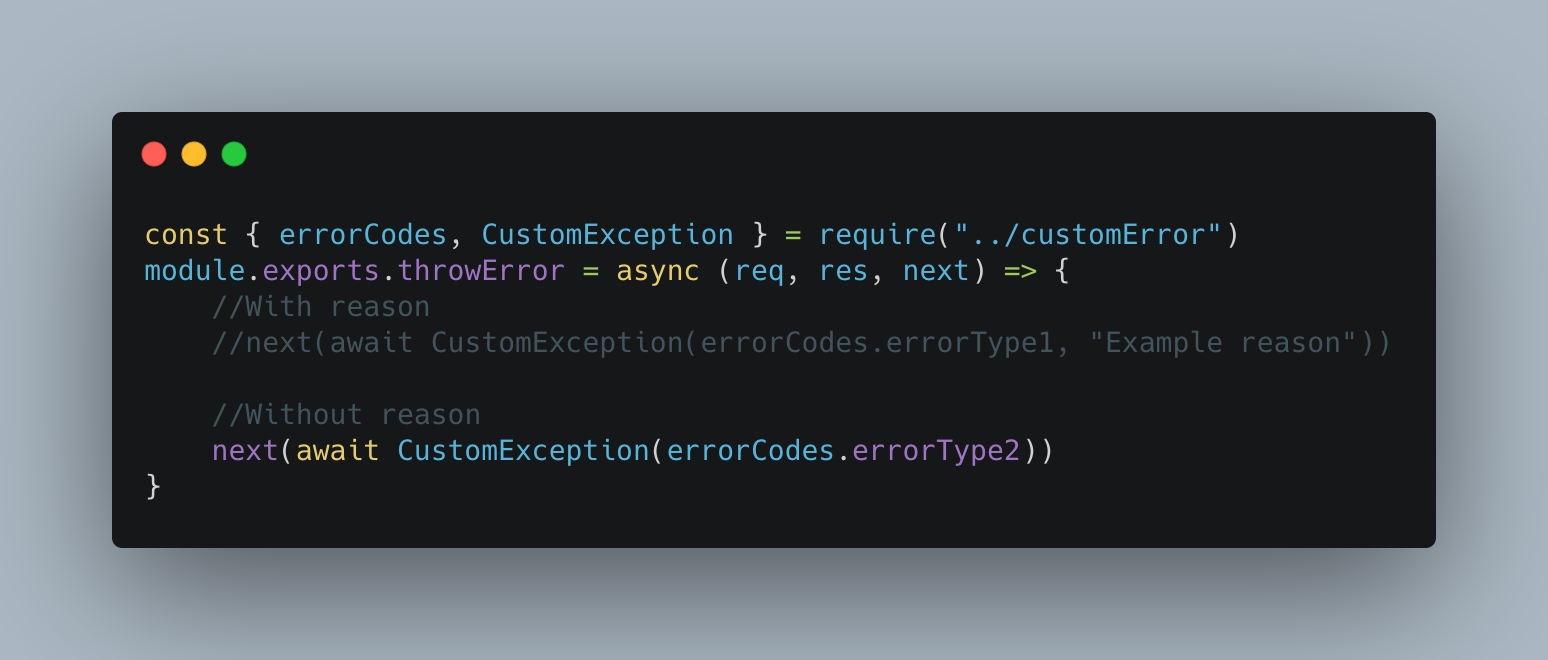 const { errorCodes, CustomException } = require("../customError")
module.exports.throwError = async (req, res, next) => {
    //With reason
    //next(await CustomException(errorCodes.errorType1, "Example reason"))

    //Without reason
    next(await CustomException(errorCodes.errorType2))
}